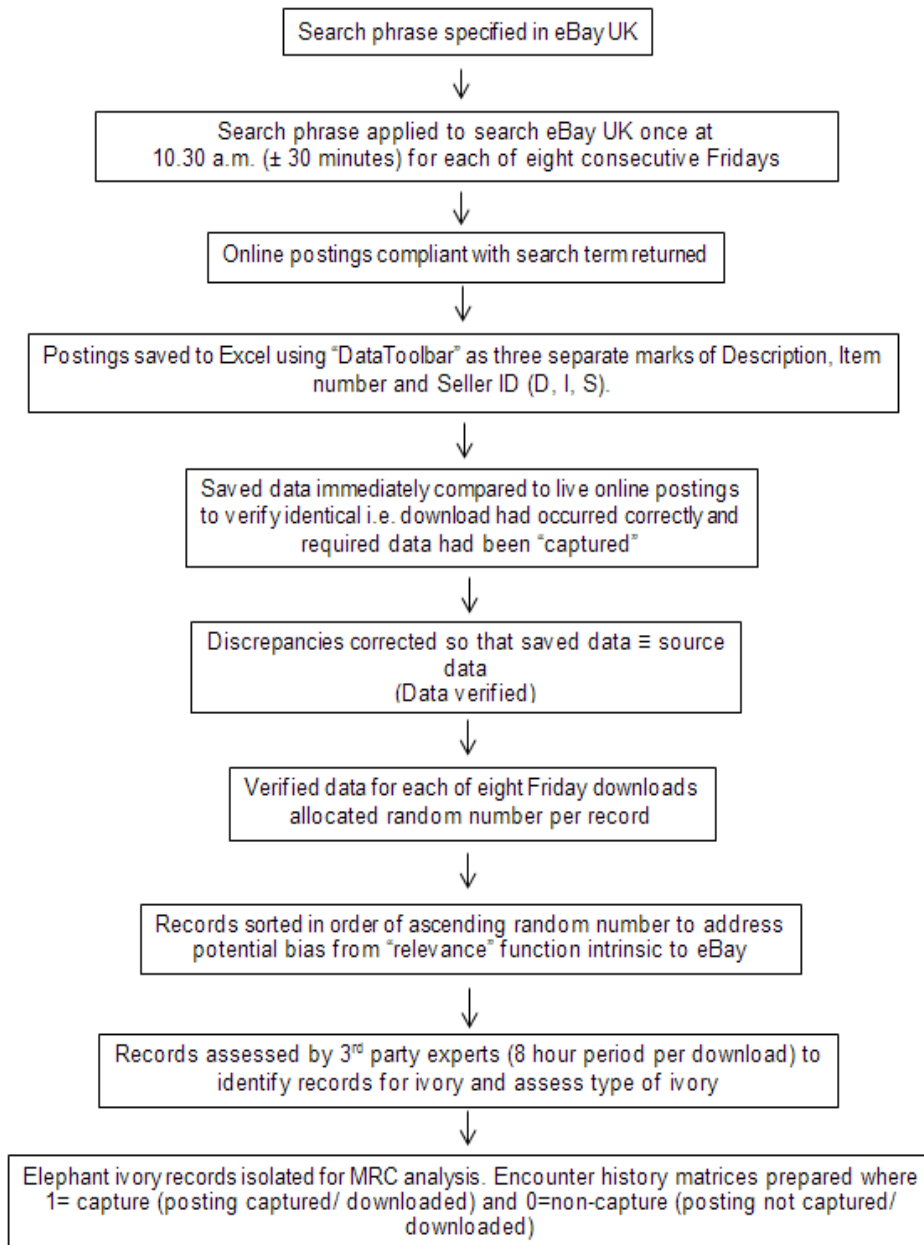 Search phrase specified in eBay UK
Search phrase applied to search eBay UK once at
10.30 a.m. (± 30 minutes) for each of eight consecutive Fridays
Online postings compliant with search term returned
Postings saved to Excel using “DataToolbar” as three separate marks of Description, Item
number and Seller ID (D, I, S).
Saved data immediately compared to live online postings
to verify identical i.e. download had occurred correctly and
required data had been “captured”
Discrepancies corrected so that saved data ≡ source
data
(Data verified)
Verified data for each of eight Friday downloads
allocated random number per record
Records sorted in order of ascending random number to address
potential bias from “relevance” function intrinsic to eBay
Records assessed by 3rd party experts (8 hour period per download) to
identify records for ivory and assess type of ivory
Elephant ivory records isolated for MRC analysis. Encounter history matrices prepared where
1= capture (posting captured/ downloaded) and 0=non-capture (posting not captured/
downloaded)